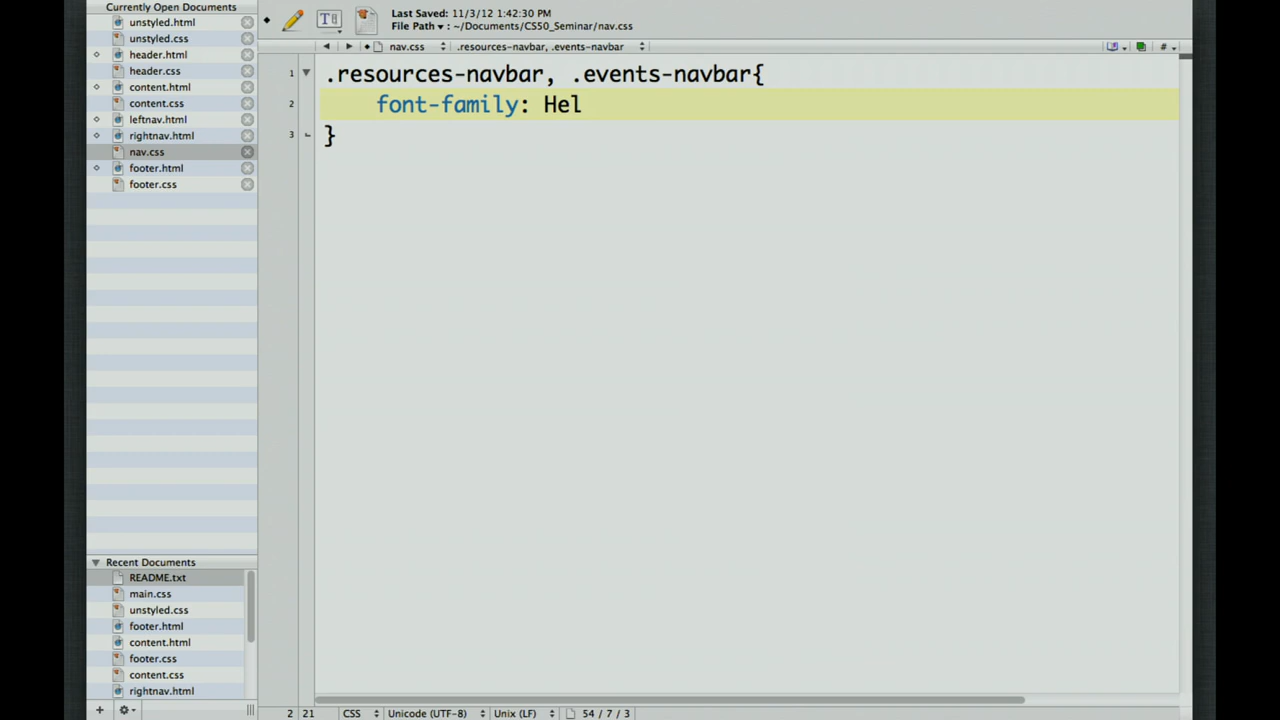 Currently Open Documents
unstyled.html
unstyled.css
header.html
header.css
content.html
content.css
leftnav.html
rightnav.html
nav.css
footer.html
footer.css
Recent Documents
README.txt
main.css
unstyled.css
footer.html
content.html
footer.css
content.css
rightnav.html
Last Saved: 11/3/12 1:42:30 PM
File Path ▾ : ~/Documents/CS50_Seminar/nav.css
nav.css .resources-navbar, .events-navbar #
1 .resources-navbar, .events-navbar{
2 font-family: Hel
3 }
2 21 CSS Unicode (UTF-8) Unix (LF) 54 / 7 / 3